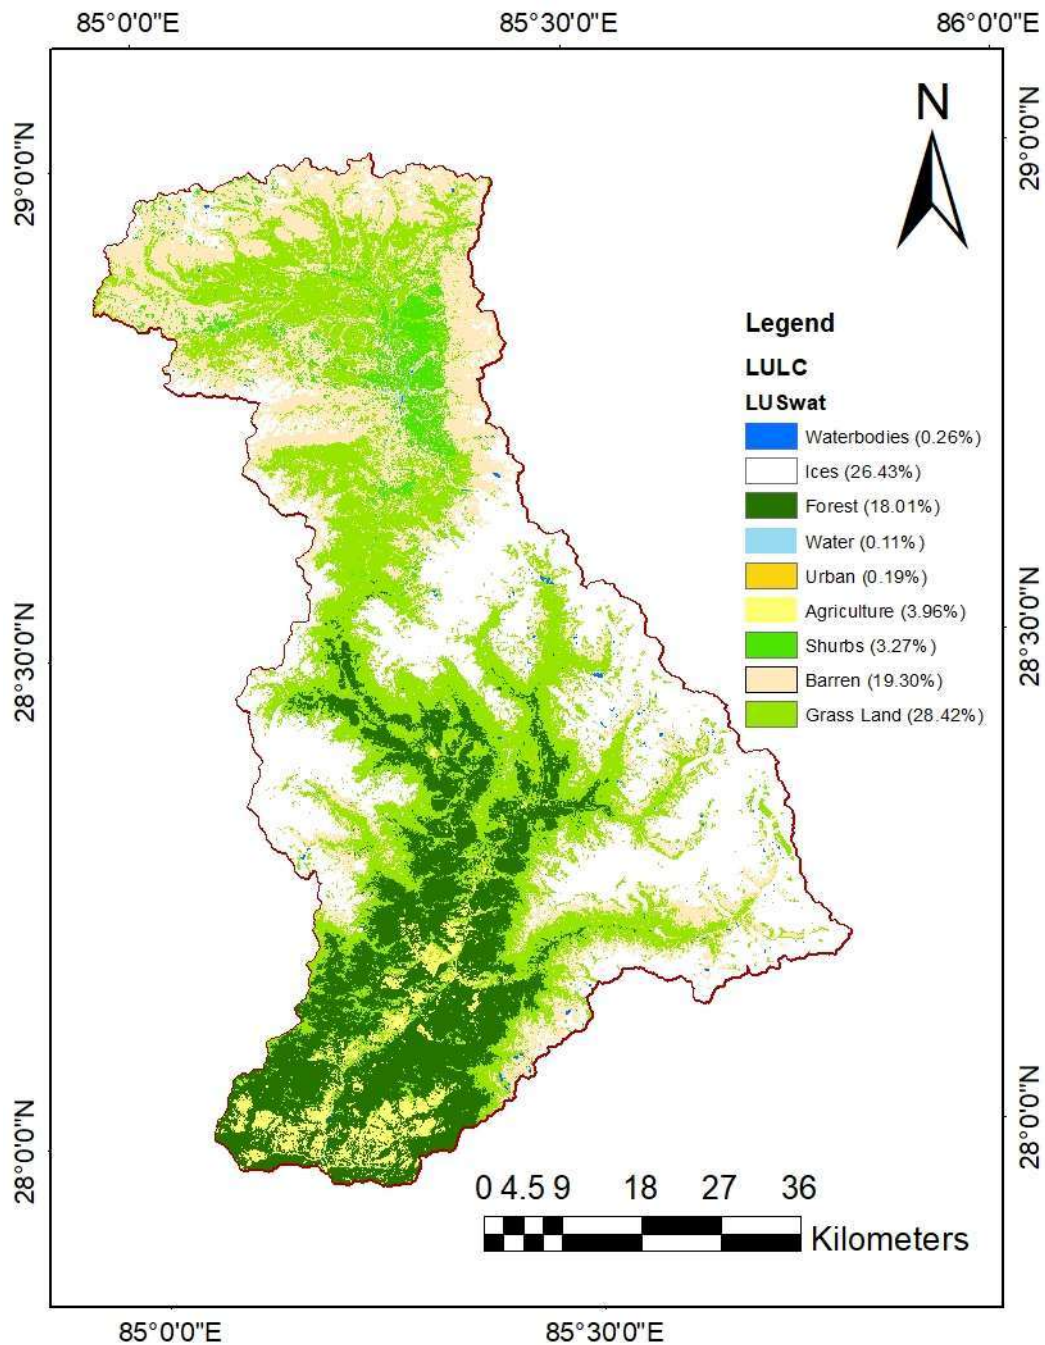 85°0'0"E 85°30'0"E 86°0'0"E
N
29°0'0"N
29°0'0"N
Legend
LULC
LUSwat
Waterbodies (0.26%)
Ices (26.43%)
Forest (18.01%)
Water (0.11%)
Urban (0.19%)
Agriculture (3.96%)
Shurbs (3.27%)
Barren (19.30%)
Grass Land (28.42%)
28°30'0"N
28°30'0"N
28°0'0"N
28°0'0"N
0 4.5 9 18 27 36
Kilometers
85°0'0"E 85°30'0"E